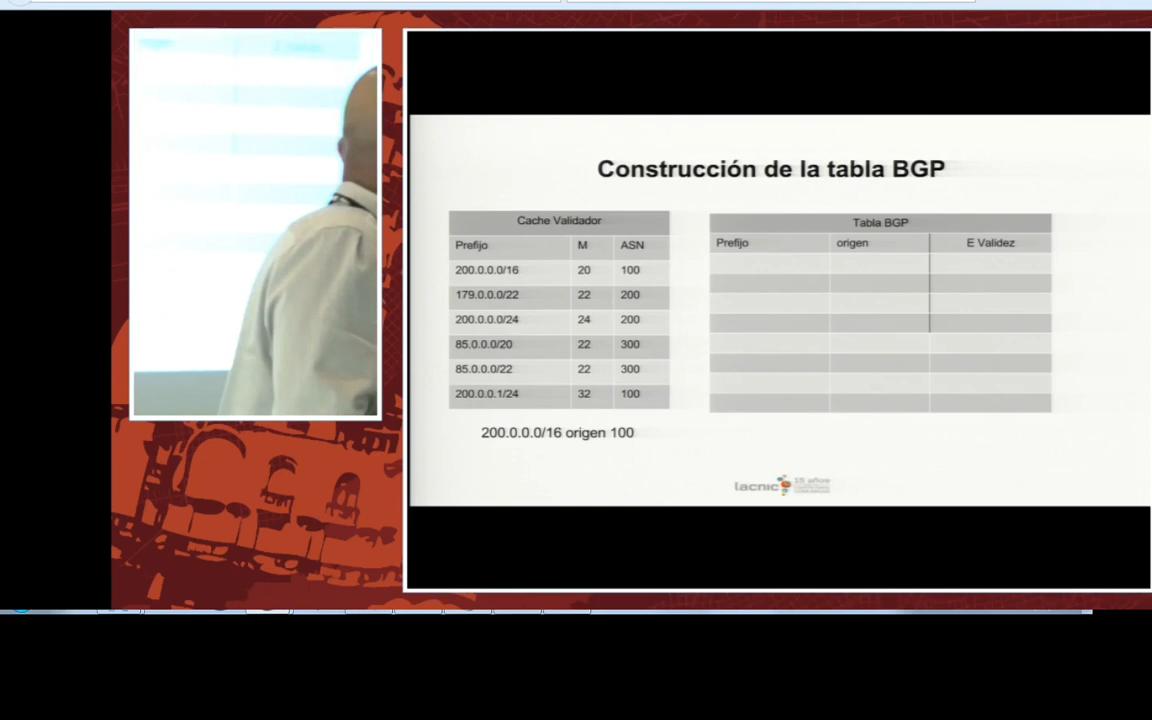 Construcción de la tabla BGP
Cache Validador
Prefijo M ASN
200.0.0.0/16 20 100
179.0.0.0/22 22 200
200.0.0.0/24 24 200
85.0.0.0/20 22 300
85.0.0.0/22 22 300
200.0.0.1/24 32 100
Tabla BGP
Prefijo origen E Validez
200.0.0.0/16 origen 100
lacnic 15 años